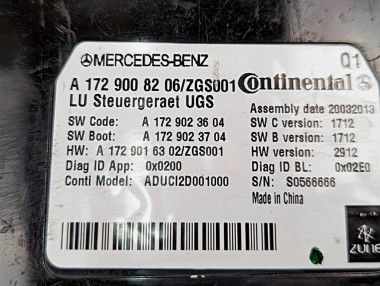 MERCEDES-BENZ
Q1
A 172 900 82 06/ZGS001
Continental
LU Steuergeraet UGS
Assembly date 20032013
SW Code: A 172 902 36 04
SW C version: 1712
SW Boot: A 172 902 37 04
SW B version: 1712
HW: A 172 901 63 02/ZGS001
HW version: 2912
Diag ID App: 0x0200
Diag ID BL: 0x02E0
Conti Model: ADUCI2D001000
S/N: S0566666
Made in China